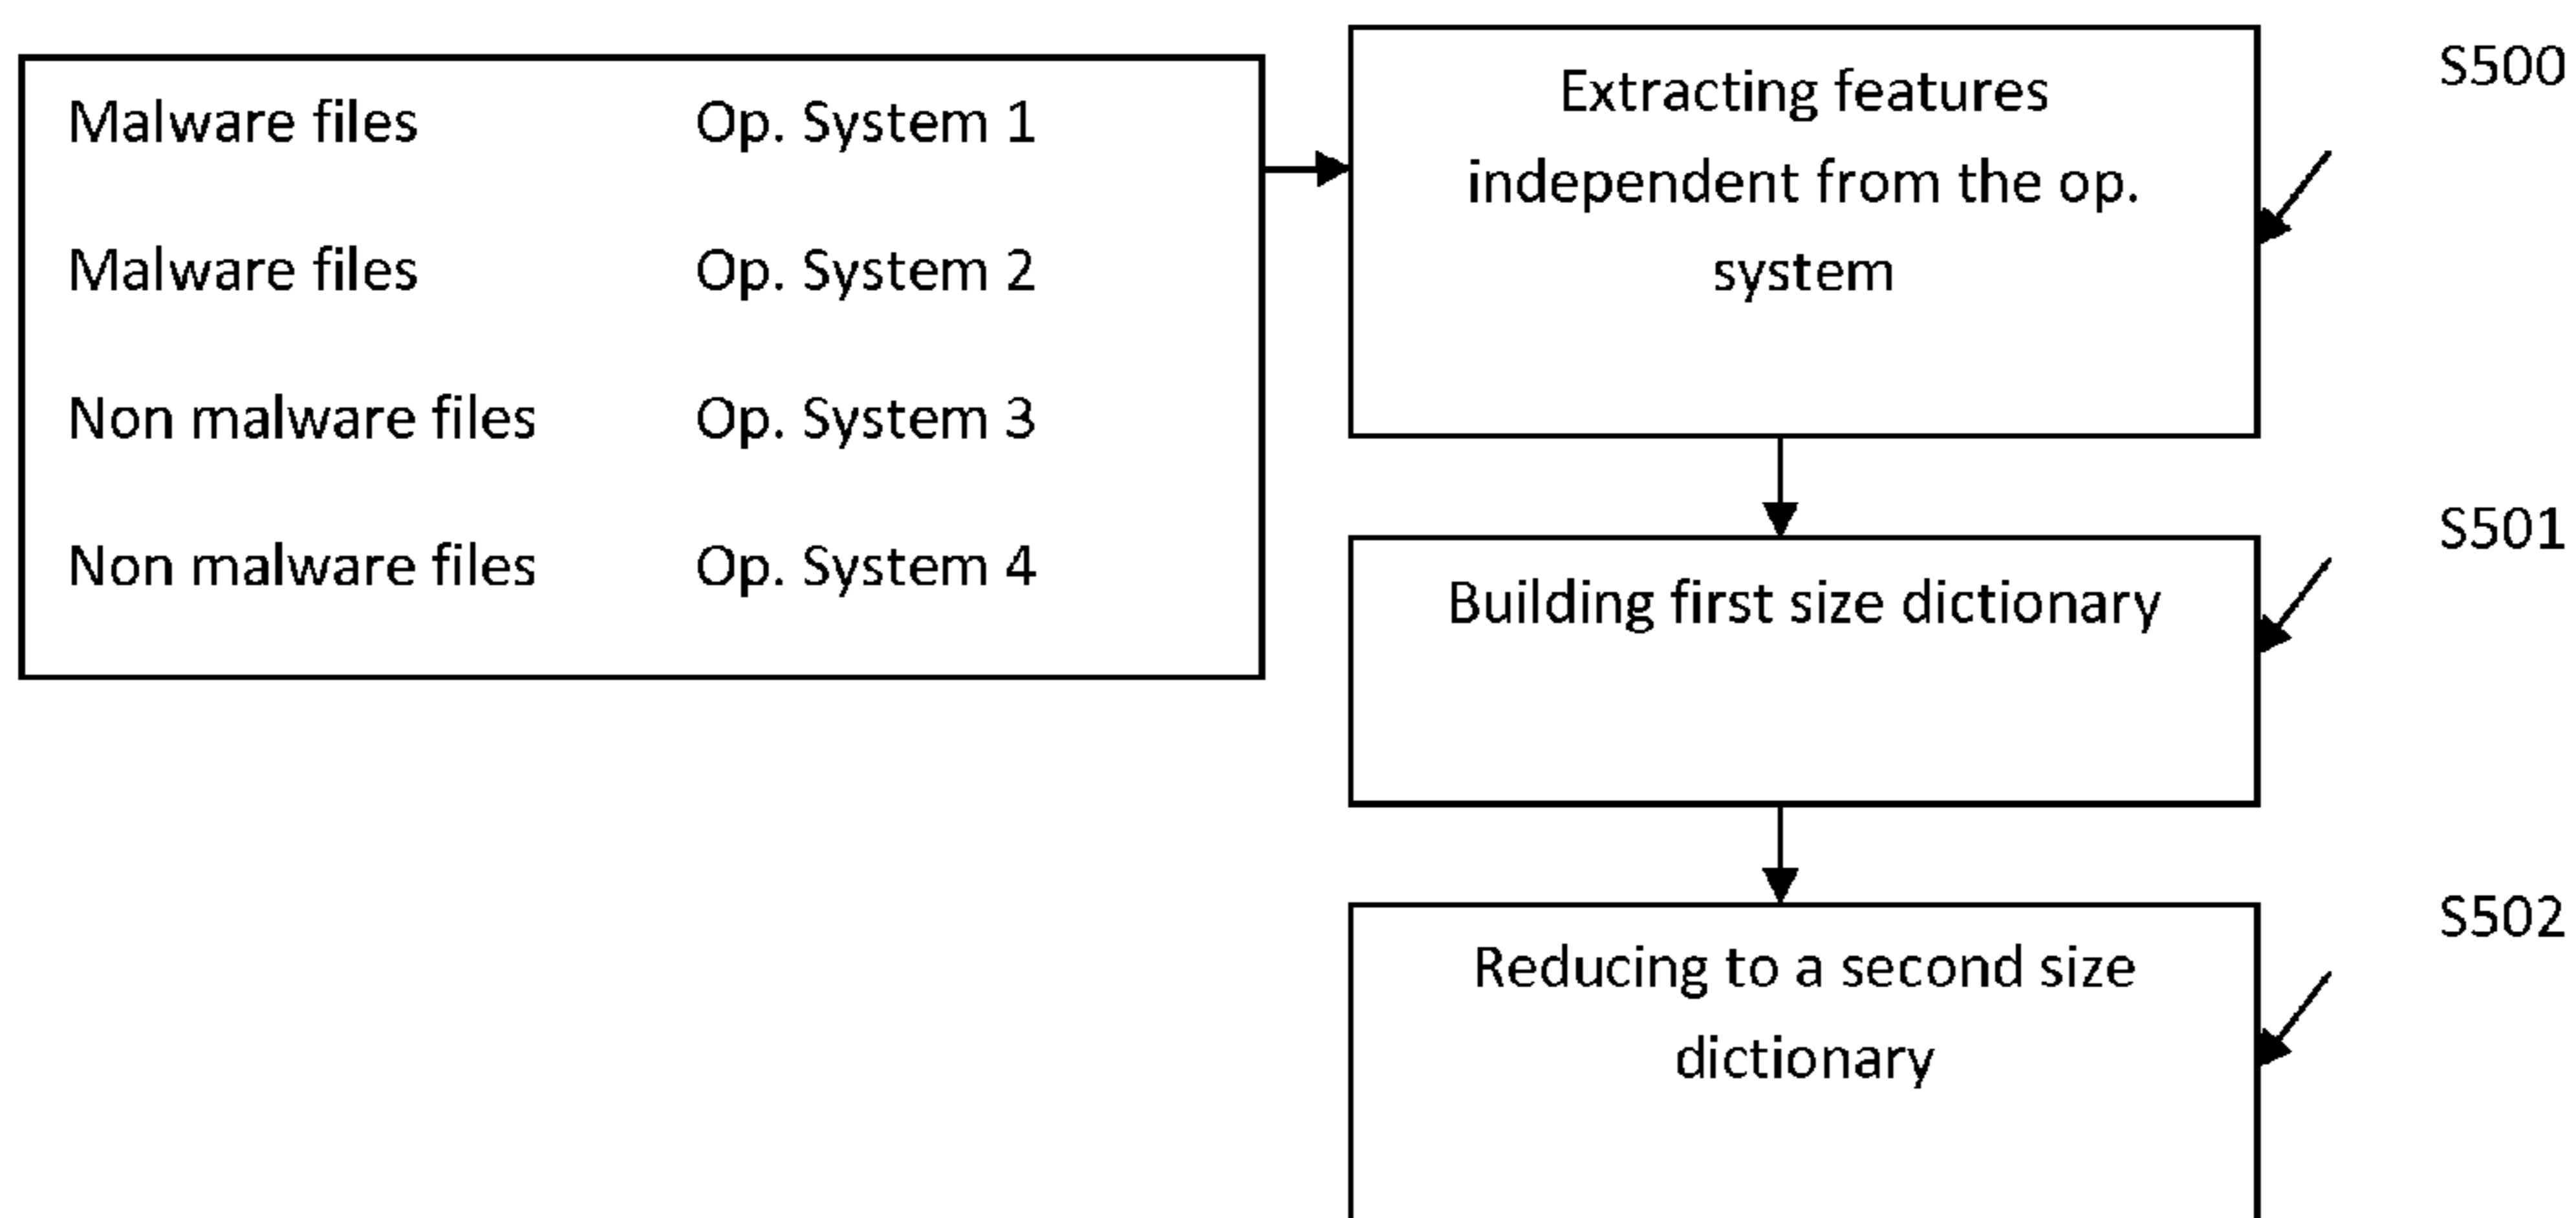 Malware files Op. System 1
Malware files Op. System 2
Non malware files Op. System 3
Non malware files Op. System 4
Extracting features
independent from the op.
system
S500
Building first size dictionary
S501
Reducing to a second size
dictionary
S502